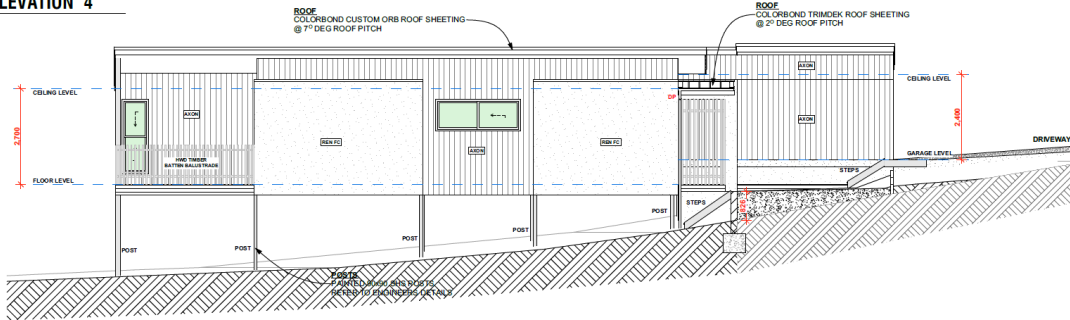 LEVATION 4
ROOF
COLORBOND CUSTOM ORB ROOF SHEETING
@ 7° DEG ROOF PITCH
ROOF
COLORBOND TRIMDEK ROOF SHEETING
@ 2° DEG ROOF PITCH
AXON
CEILING LEVEL
CEILING LEVEL
2,700
AXON
DP
AXON
2,400
REN FC
AXON
REN FC
DRIVEWAY
GARAGE LEVEL
HWD TIMBER
BATTEN BALUSTRADE
STEPS
FLOOR LEVEL
STEPS
POST
POST
POST
POST
POST
POSTS
PAINTED 90x90 SHS POSTS
REFER TO ENGINEERS DETAILS